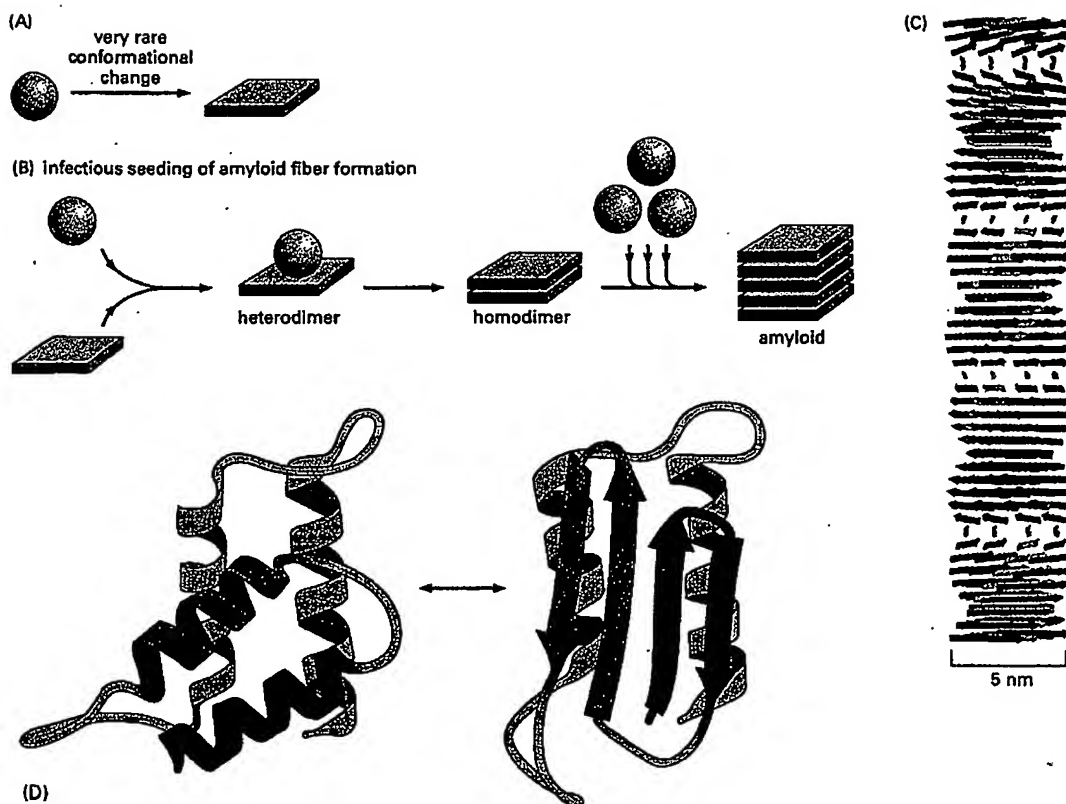 (A)
very rare
conformational
change
(B) infectious seeding of amyloid fiber formation
heterodimer
homodimer
amyloid
(C)
5 nm
(D)